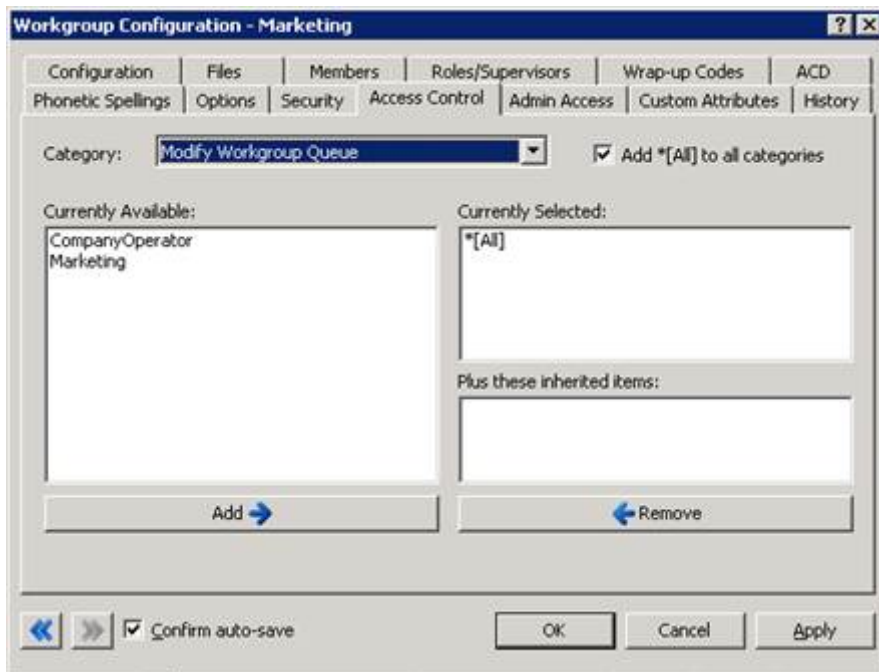 Workgroup Configuration - Marketing
Configuration Files Members Roles/Supervisors Wrap-up Codes ACD
Phonetic Spellings Options Security Access Control Admin Access Custom Attributes History
Category: Modify Workgroup Queue Add *[All] to all categories
Currently Available: Currently Selected:
CompanyOperator *[All]
Marketing
Plus these inherited items:
Add Remove
Confirm auto-save OK Cancel Apply